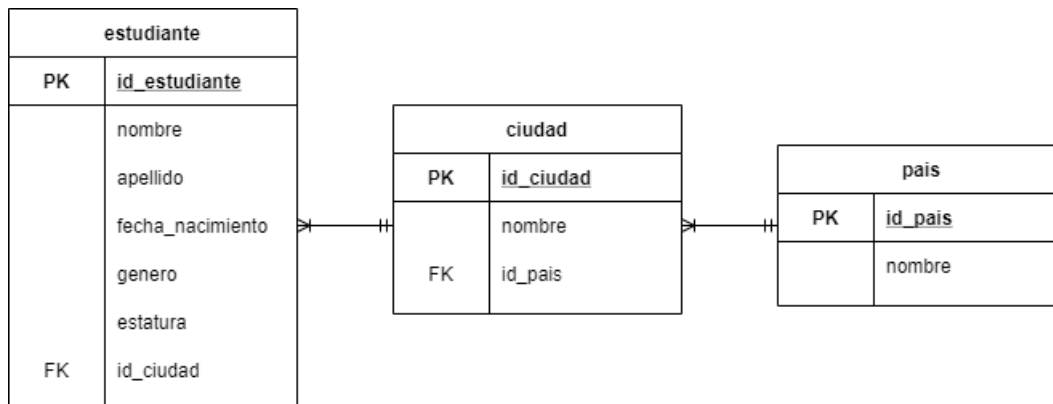 estudiante
PK id_estudiante
nombre
apellido
fecha_nacimiento
genero
estatura
FK id_ciudad
ciudad
PK id_ciudad
nombre
FK id_pais
pais
PK id_pais
nombre